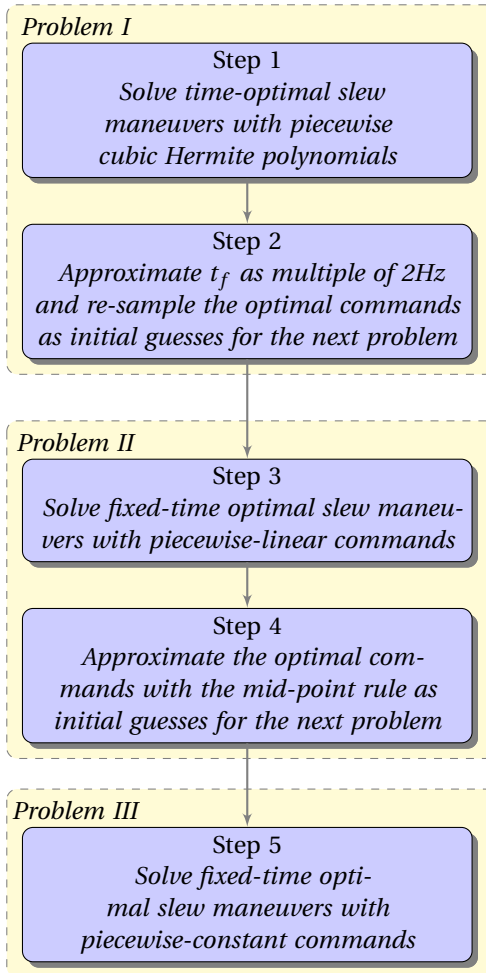 Problem I
Step 1
Solve time-optimal slew
maneuvers with piecewise
cubic Hermite polynomials
Step 2
Approximate t_f as multiple of 2Hz
and re-sample the optimal commands
as initial guesses for the next problem
Problem II
Step 3
Solve fixed-time optimal slew maneu-
vers with piecewise-linear commands
Step 4
Approximate the optimal com-
mands with the mid-point rule as
initial guesses for the next problem
Problem III
Step 5
Solve fixed-time opti-
mal slew maneuvers with
piecewise-constant commands